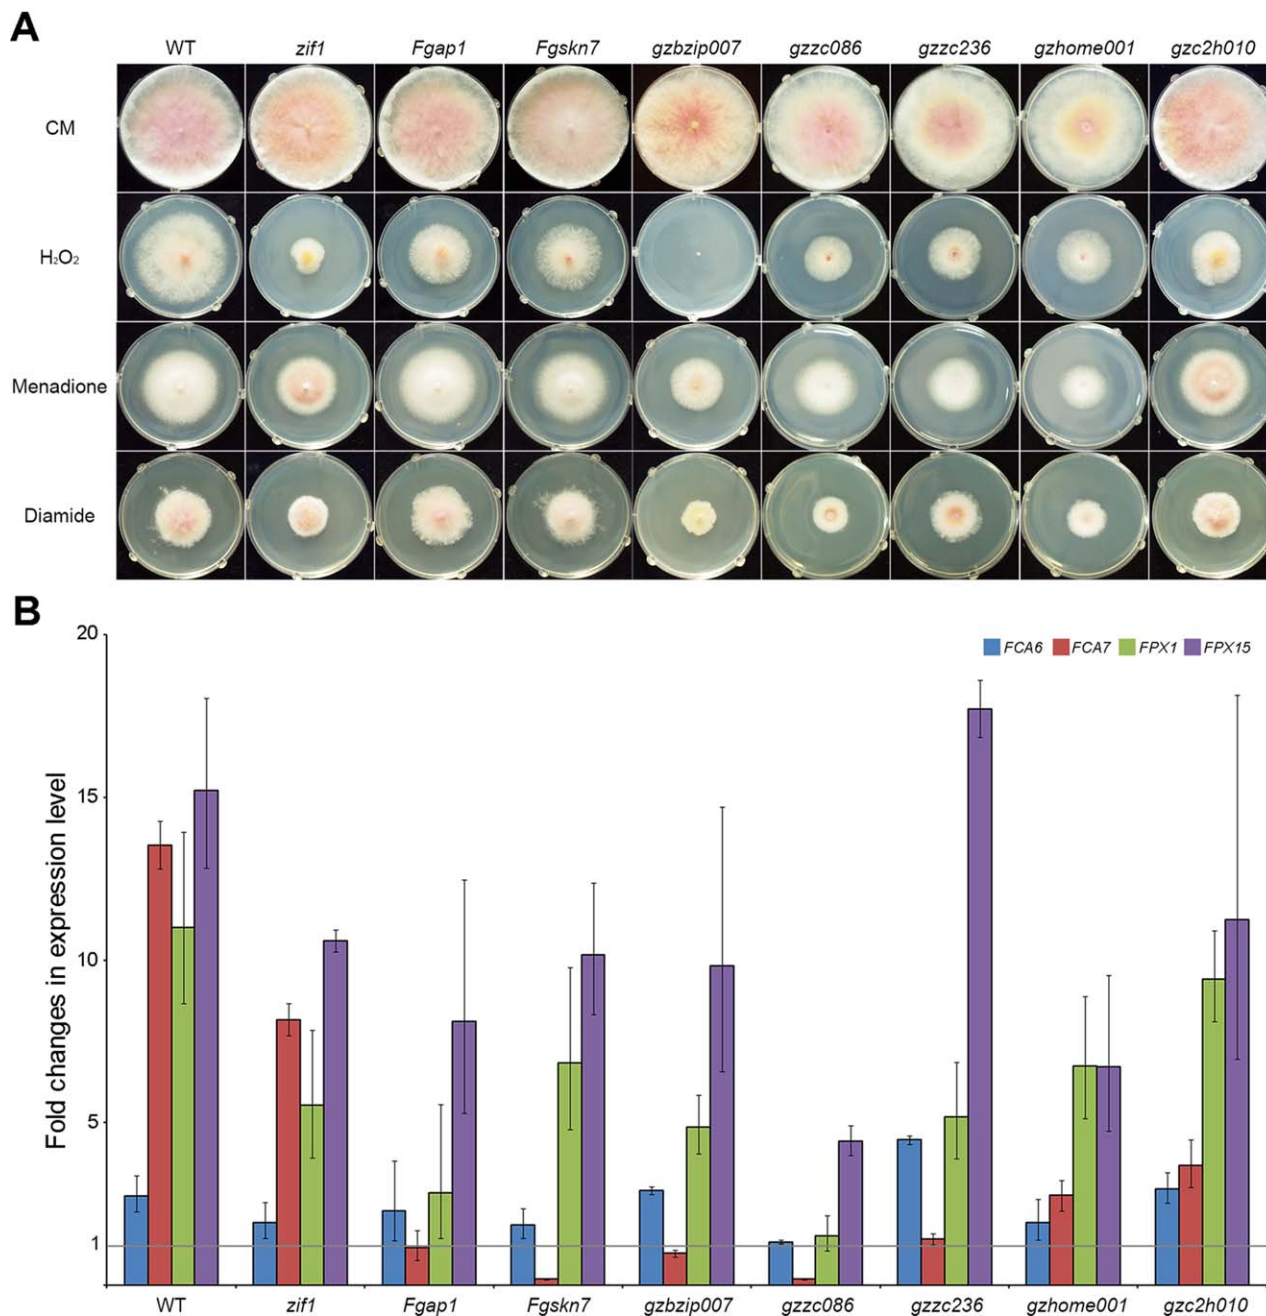 A
WT zif1 Fgap1 Fgskn7 gzbzip007 gzzc086 gzzc236 gzhome001 gzc2h010
CM
H₂O₂
Menadione
Diamide
B
FCA6 FCA7 FPX1 FPX15
Fold changes in expression level
20
15
10
5
1
WT zif1 Fgap1 Fgskn7 gzbzip007 gzzc086 gzzc236 gzhome001 gzc2h010